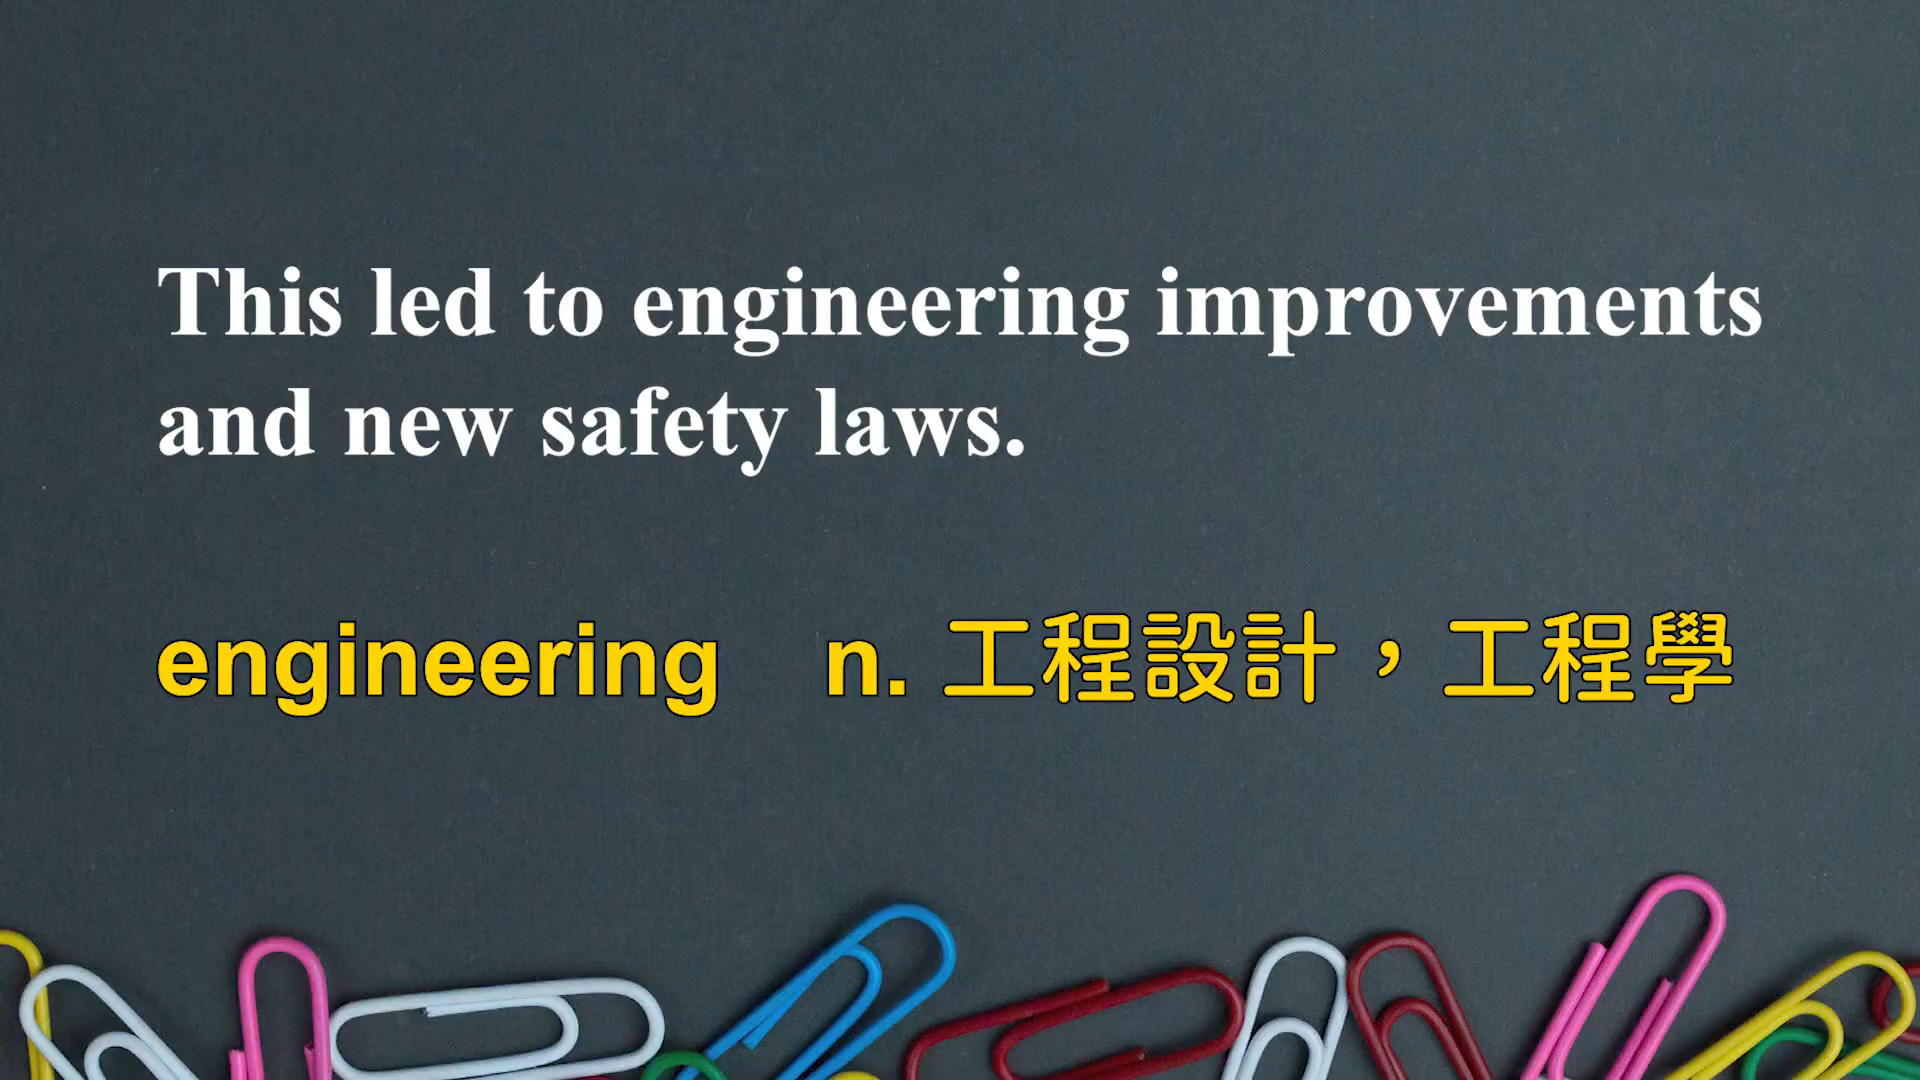 This led to engineering improvements
and new safety laws.
engineering n. 工程設計，工程學